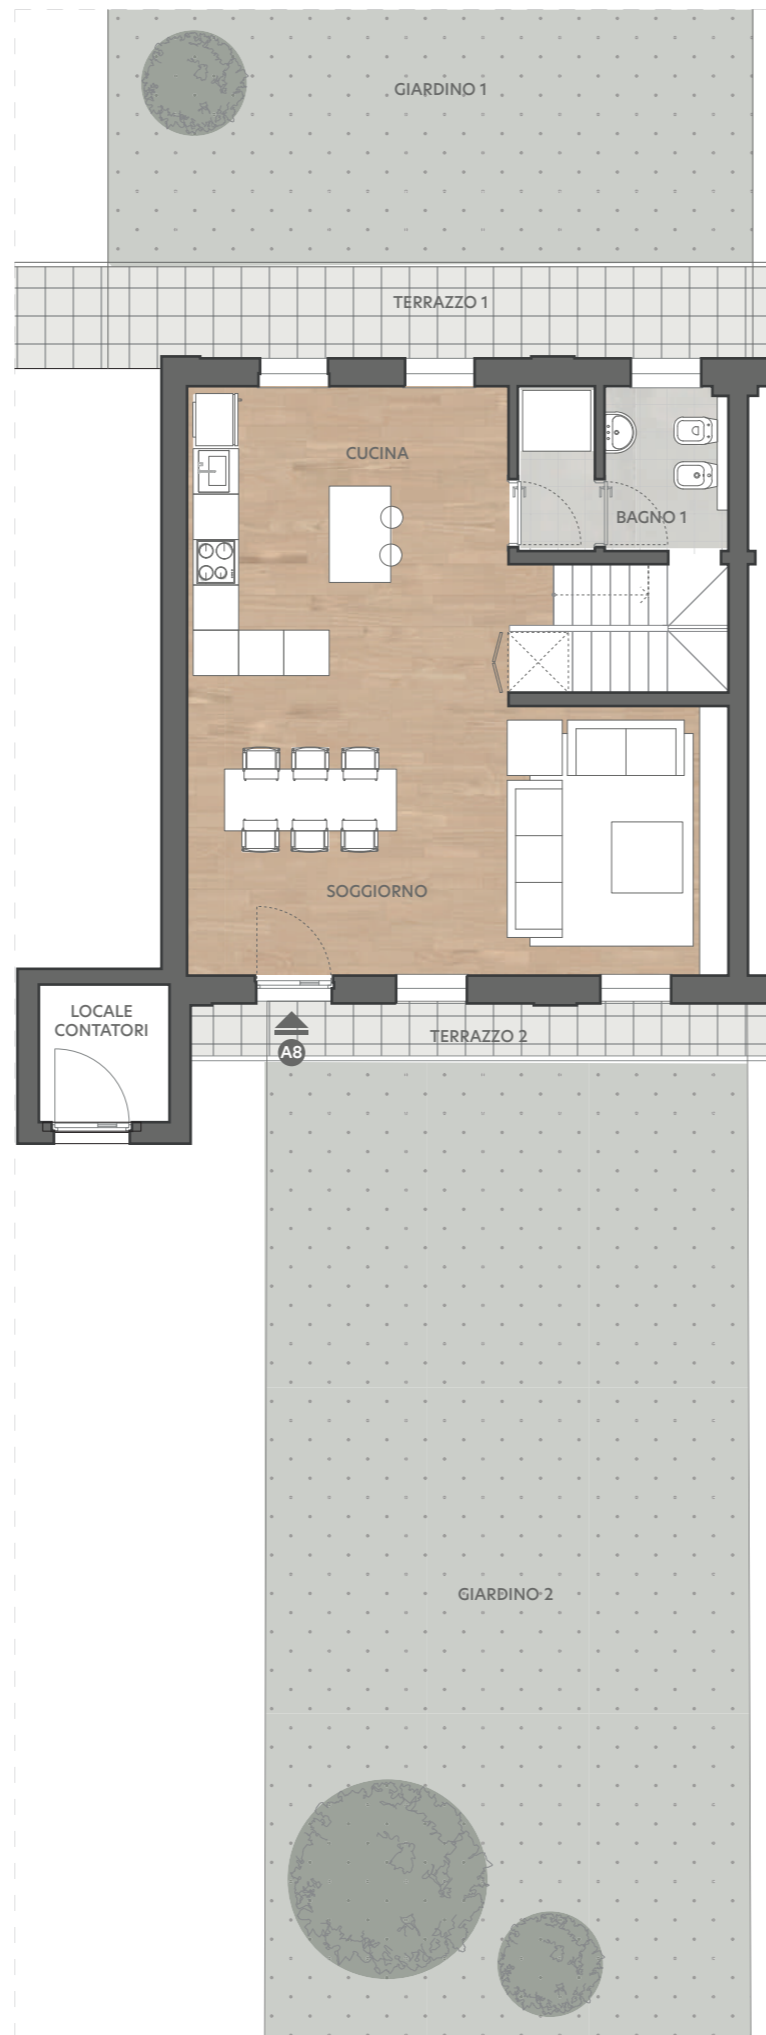 GIARDINO 1
TERRAZZO 1
CUCINA
BAGNO 1
SOGGIORNO
LOCALE
CONTATORI
TERRAZZO 2
A8
GIARDINO 2